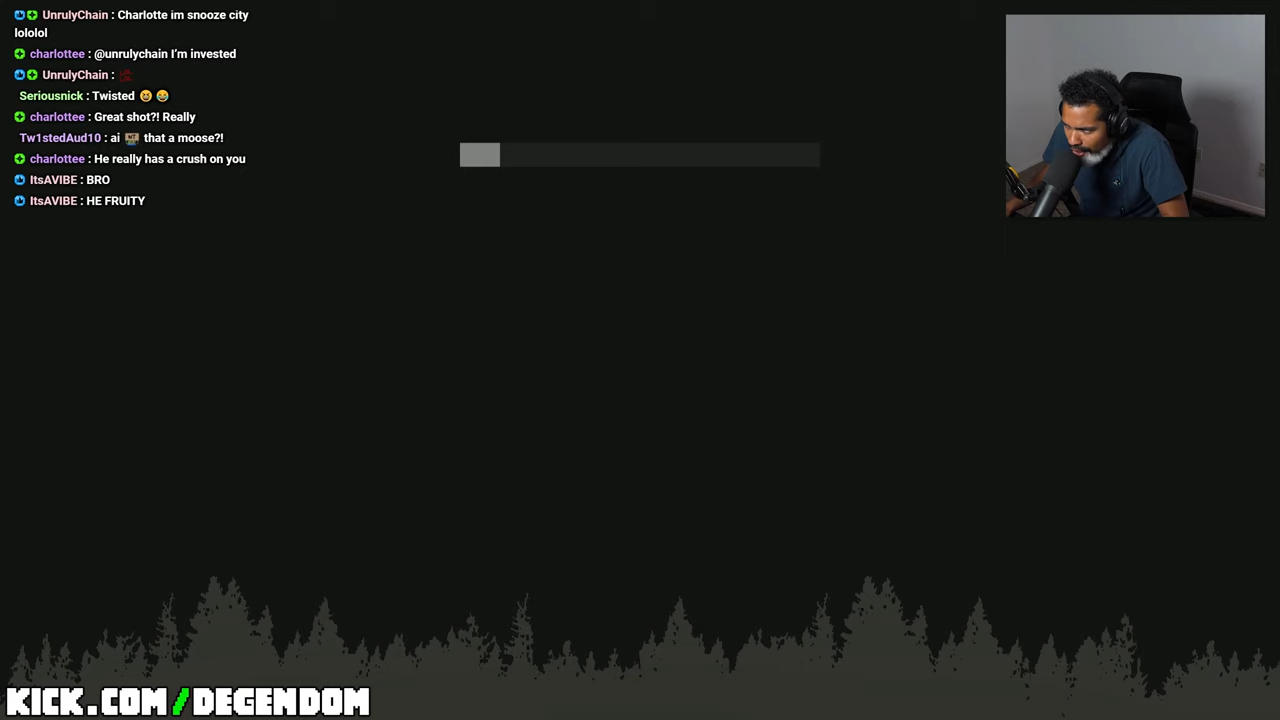 UnrulyChain : Charlotte im snooze city
lololol
charlottee : @unrulychain I'm invested
UnrulyChain :
Seriousnick : Twisted 😆 😂
charlottee : Great shot?! Really
Tw1stedAud10 : ai that a moose?!
charlottee : He really has a crush on you
ItsAVIBE : BRO
ItsAVIBE : HE FRUITY
KICK.COM/DEGENDOM